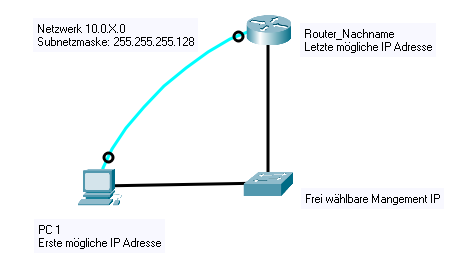 Netzwerk 10.0.X.0
Subnetzmaske: 255.255.255.128
Router_Nachname
Letzte mögliche IP Adresse
Frei wählbare Mangement IP
PC 1
Erste mögliche IP Adresse